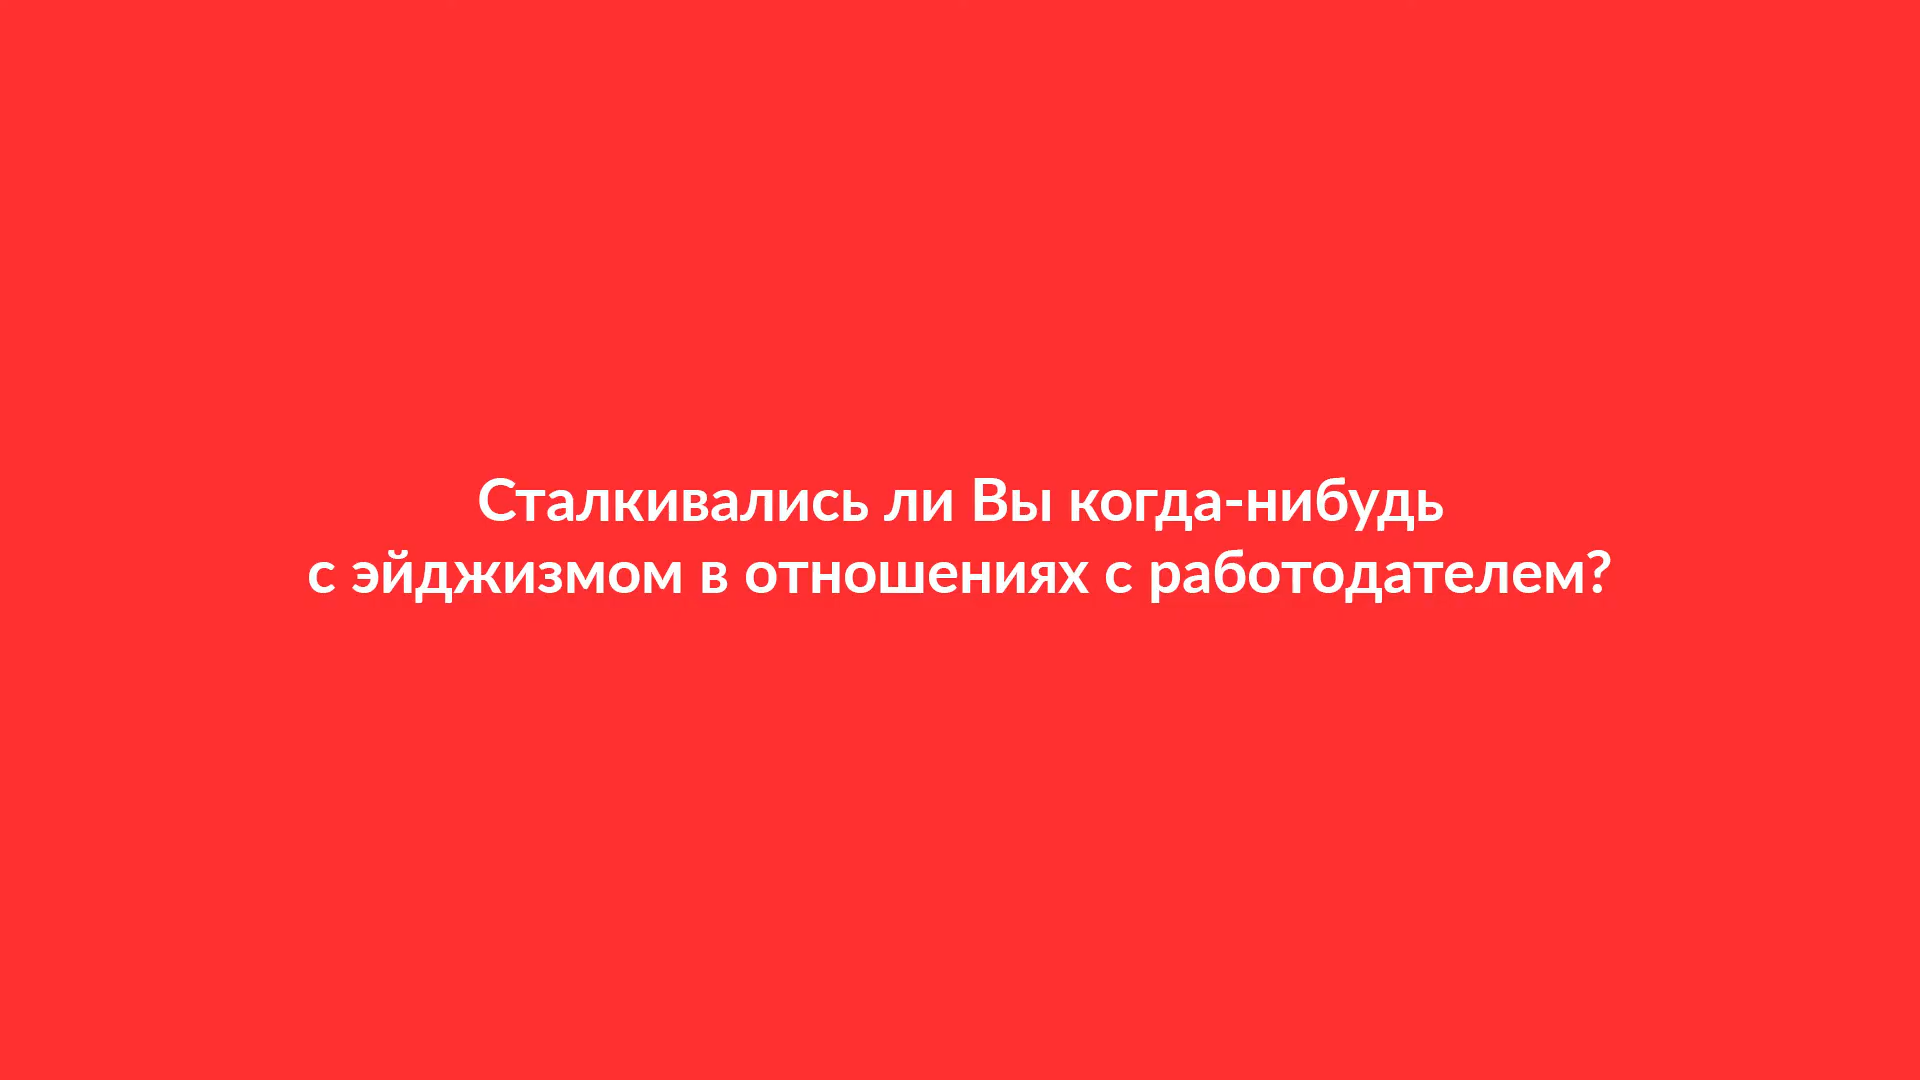 Сталкивались ли Вы когда-нибудь
с эйджизмом в отношениях с работодателем?